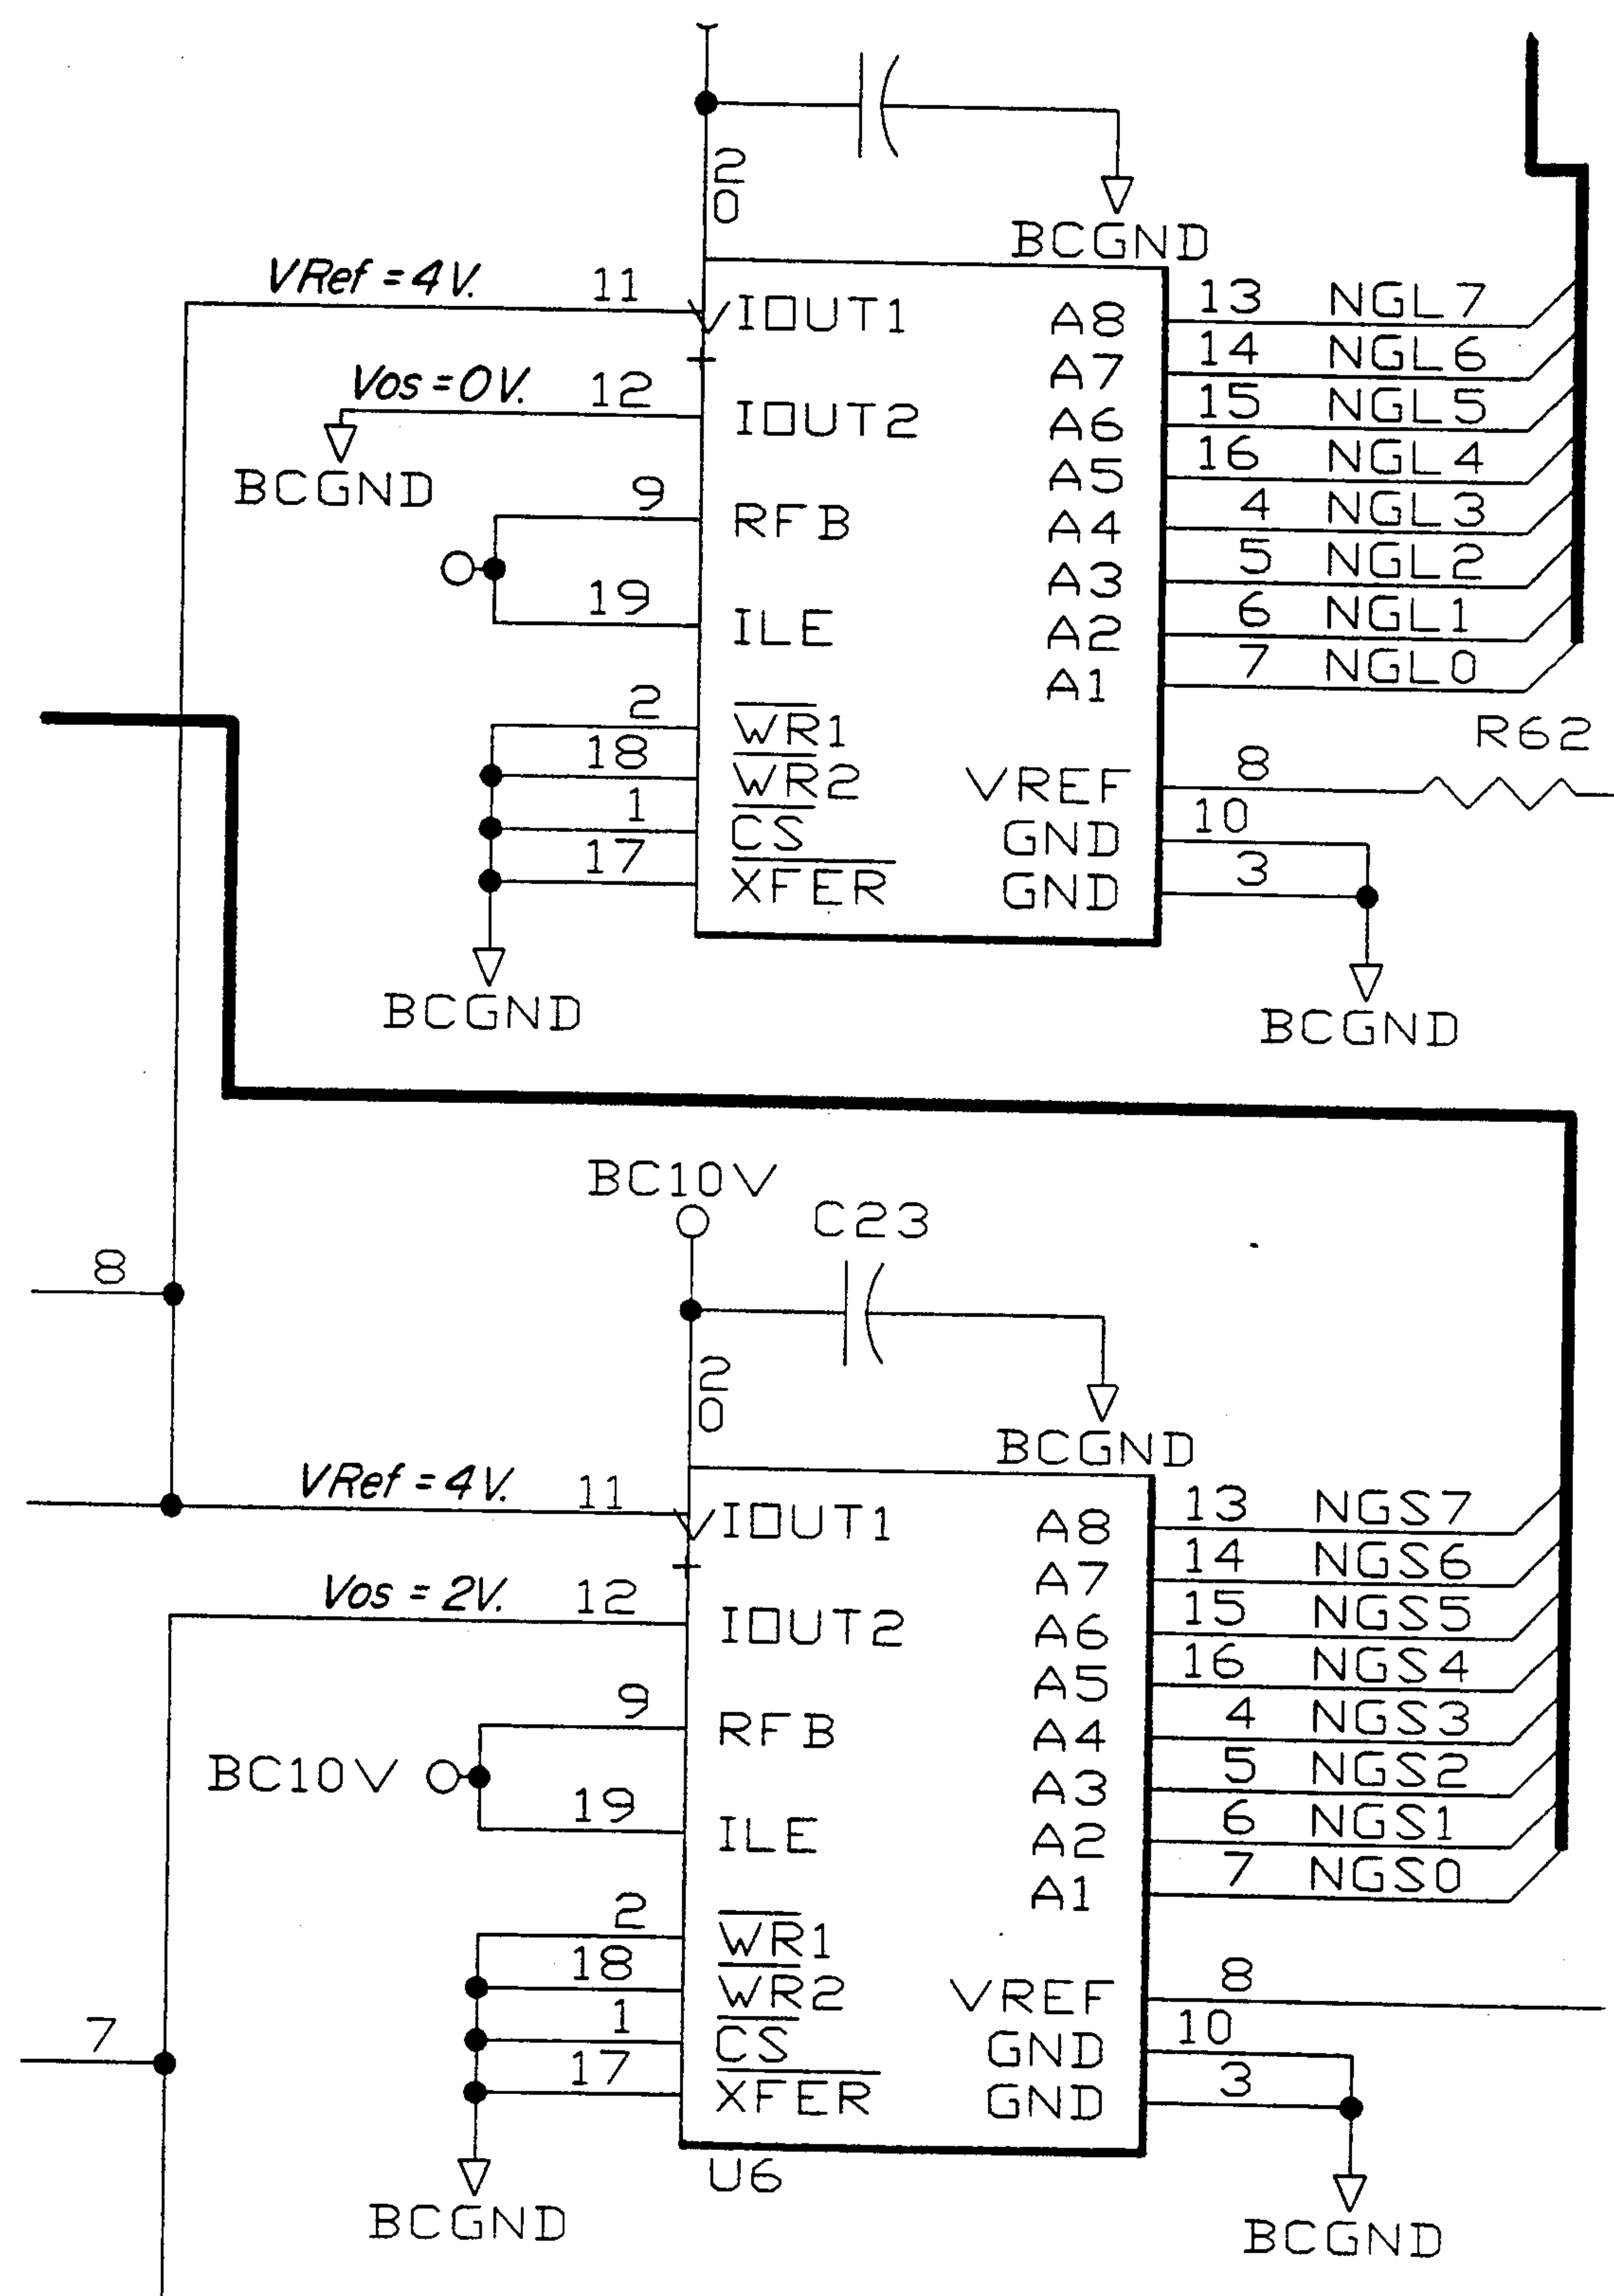 20
BCGND
VRef = 4V.
11 IOUT1 A8 13 NGL7
A7 14 NGL6
Vos = 0V.
12 IOUT2 A6 15 NGL5
BCGND
A5 16 NGL4
9 RFB A4 4 NGL3
A3 5 NGL2
19 ILE A2 6 NGL1
A1 7 NGL0
2 WR1
R62
18 WR2 VREF 8
1 CS GND 10
17 XFER GND 3
BCGND
BCGND
BC10V
C23
8
20
BCGND
VRef = 4V.
11 IOUT1 A8 13 NGS7
A7 14 NGS6
Vos = 2V.
12 IOUT2 A6 15 NGS5
A5 16 NGS4
9 RFB A4 4 NGS3
BC10V
A3 5 NGS2
19 ILE A2 6 NGS1
A1 7 NGS0
2 WR1
18 WR2 VREF 8
7
1 CS GND 10
17 XFER GND 3
U6
BCGND
BCGND